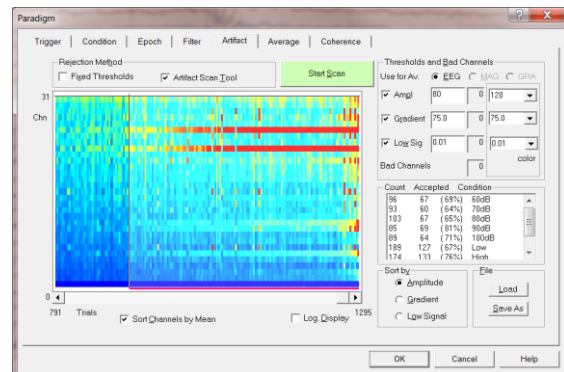 Paradigm
Trigger Condition Epoch Filter Artifact Average Coherence
Rejection Method
Fixed Thresholds
Artifact Scan Tool
Start Scan
Thresholds and Bad Channels
Use for Av. EEG MAG GRA
Ampl 80 0 120
Gradient 75.0 0 75.0
Low Sig 0.01 0 0.01
Bad Channels 0 color
31
Chn
0
791 Trials 1295
Sort Channels by Mean
Log. Display
Count Accepted Condition
96 67 (69%) 60dB
93 60 (64%) 70dB
103 67 (65%) 80dB
85 69 (81%) 90dB
89 64 (71%) 100dB
189 127 (67%) Low
174 133 (76%) High
Sort by
Amplitude
Gradient
Low Signal
File
Load
Save As
OK Cancel Help